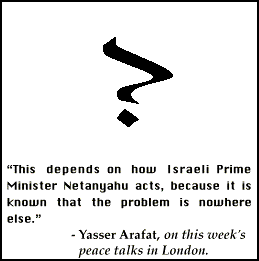 ?
“This depends on how Israeli Prime
Minister Netanyahu acts, because it is
known that the problem is nowhere
else.”
- Yasser Arafat, on this week's
peace talks in London.